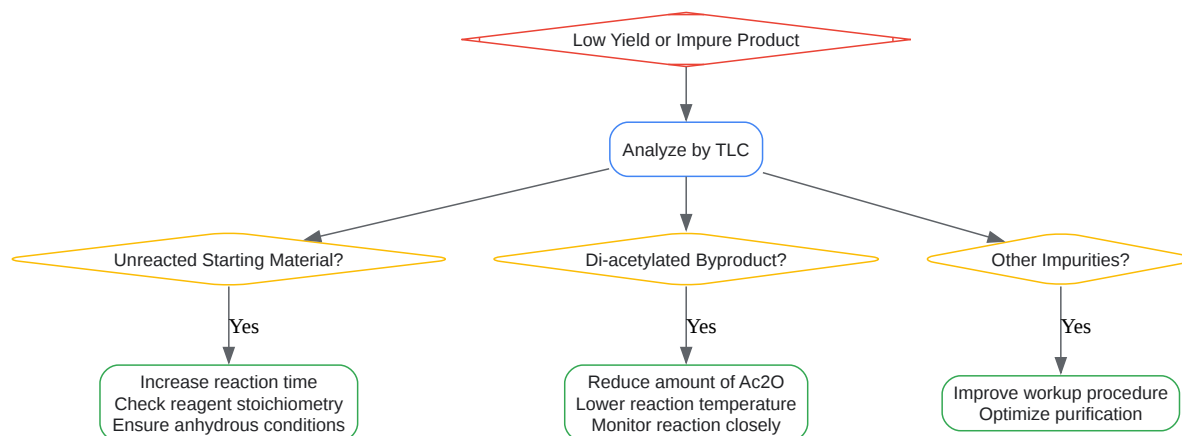 Low Yield or Impure Product
Analyze by TLC
Unreacted Starting Material?
Di-acetylated Byproduct?
Other Impurities?
Yes
Yes
Yes
Increase reaction time
Check reagent stoichiometry
Ensure anhydrous conditions
Reduce amount of Ac2O
Lower reaction temperature
Monitor reaction closely
Improve workup procedure
Optimize purification